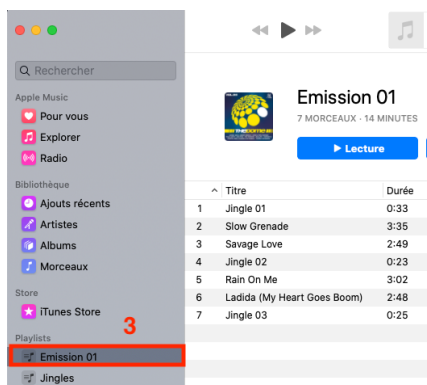 Rechercher
Apple Music
Pour vous
Explorer
Radio
Bibliothèque
Ajouts récents
Artistes
Albums
Morceaux
Store
iTunes Store
3
Playlists
Emission 01
Jingles
Emission 01
7 MORCEAUX · 14 MINUTES
Lecture
Titre Durée
1 Jingle 01 0:33
2 Slow Grenade 3:35
3 Savage Love 2:49
4 Jingle 02 0:23
5 Rain On Me 3:02
6 Ladida (My Heart Goes Boom) 2:48
7 Jingle 03 0:25